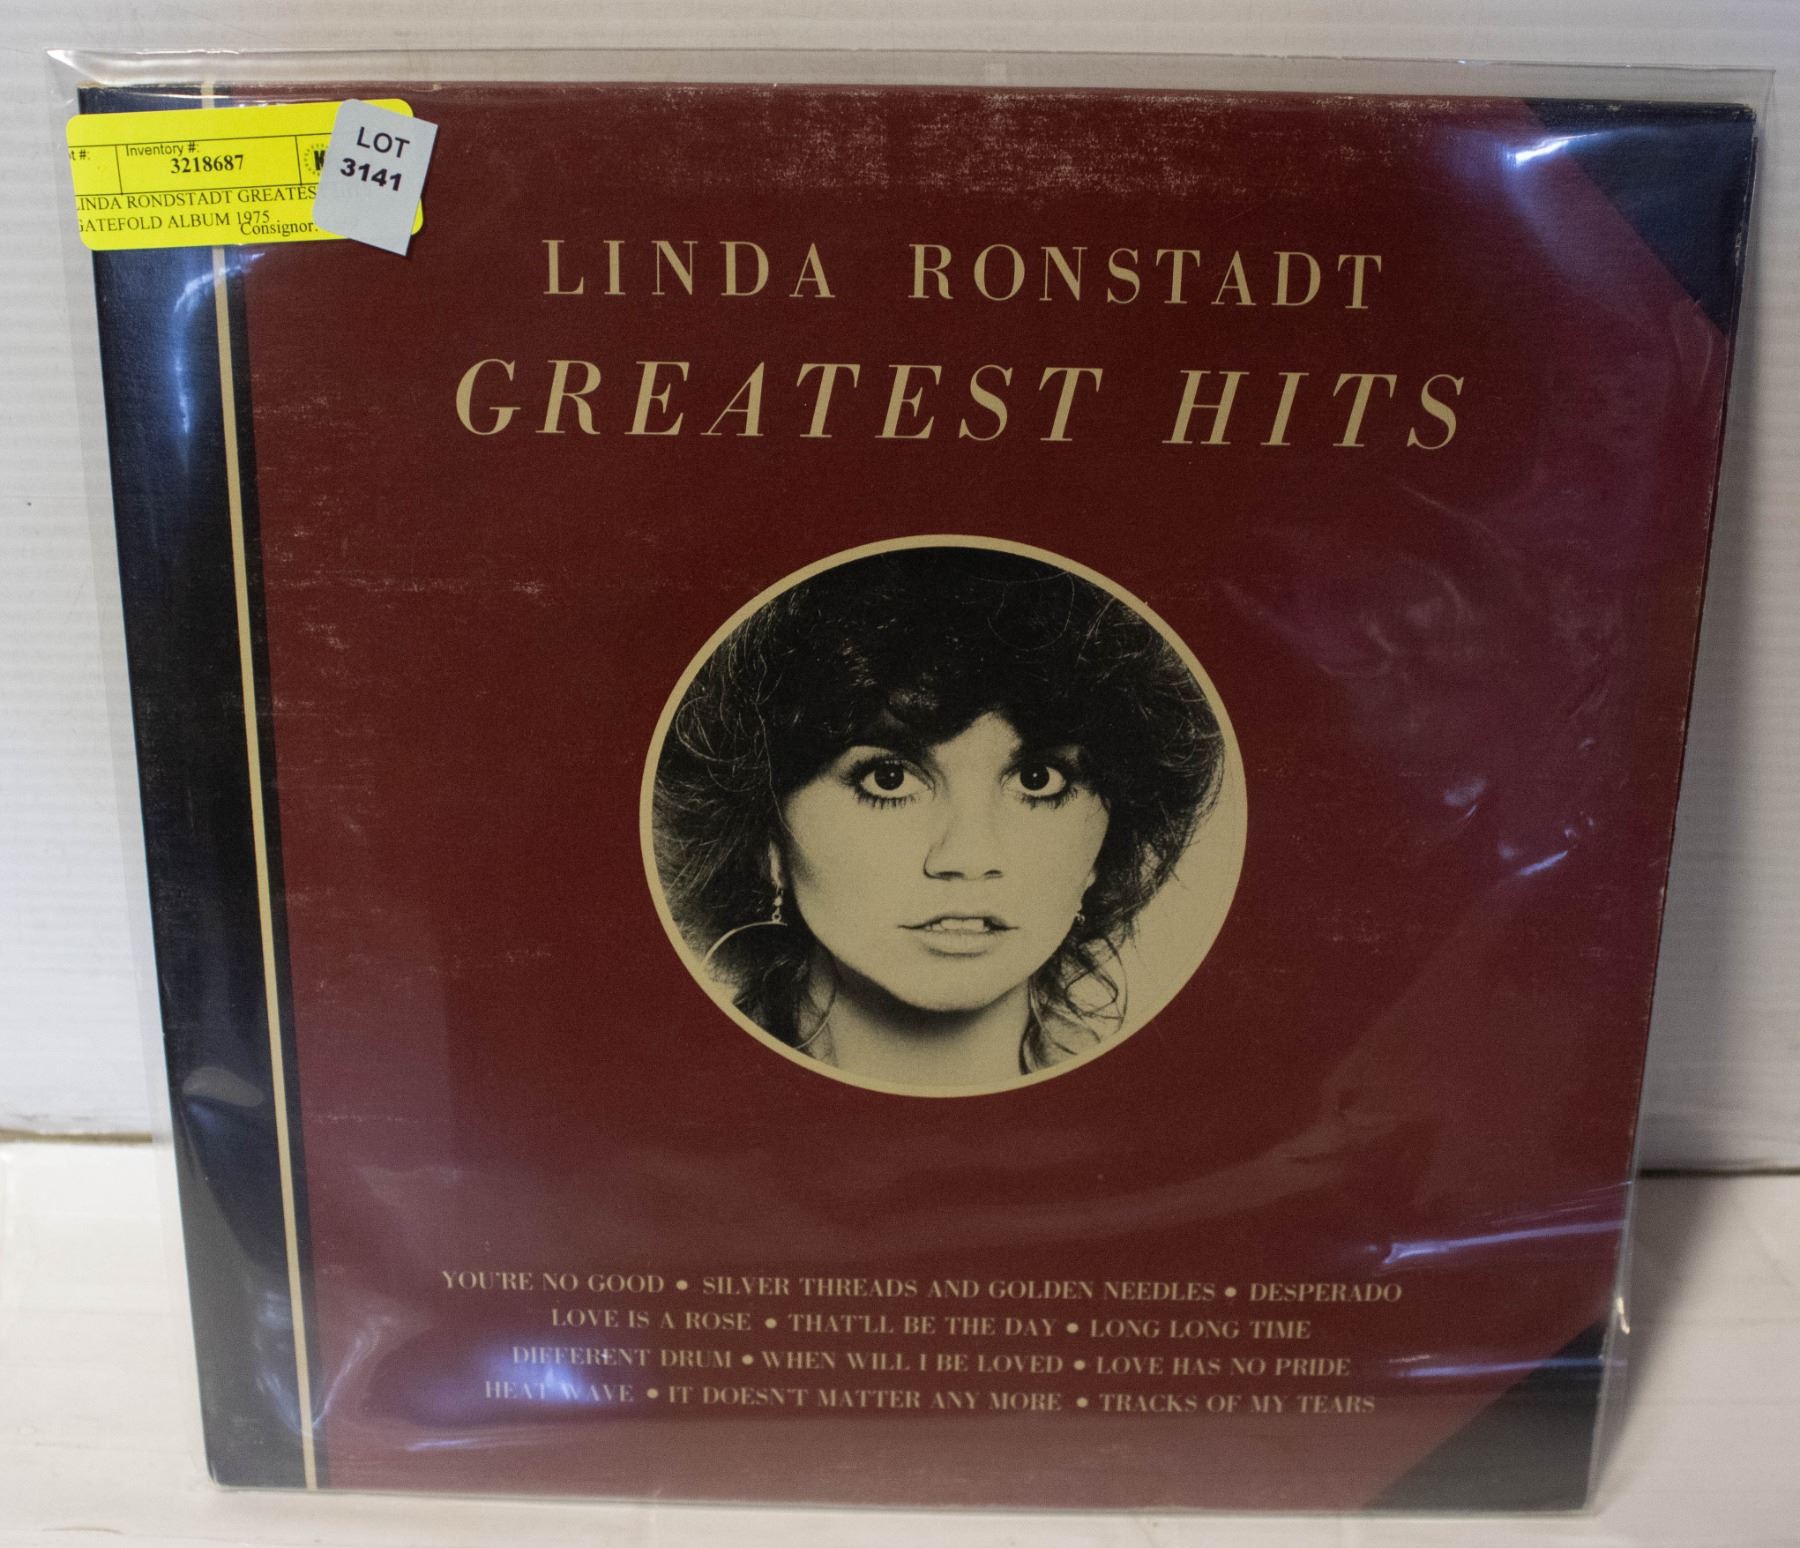 t #:
Inventory #:
3218687
LOT
3141
LINDA RONDSTADT GREATES
GATEFOLD ALBUM 1975
Consignor:
LINDA RONSTADT
GREATEST HITS
YOU'RE NO GOOD • SILVER THREADS AND GOLDEN NEEDLES • DESPERADO
LOVE IS A ROSE • THAT'LL BE THE DAY • LONG LONG TIME
DIFFERENT DRUM • WHEN WILL I BE LOVED • LOVE HAS NO PRIDE
HEAT WAVE • IT DOESN'T MATTER ANY MORE • TRACKS OF MY TEARS